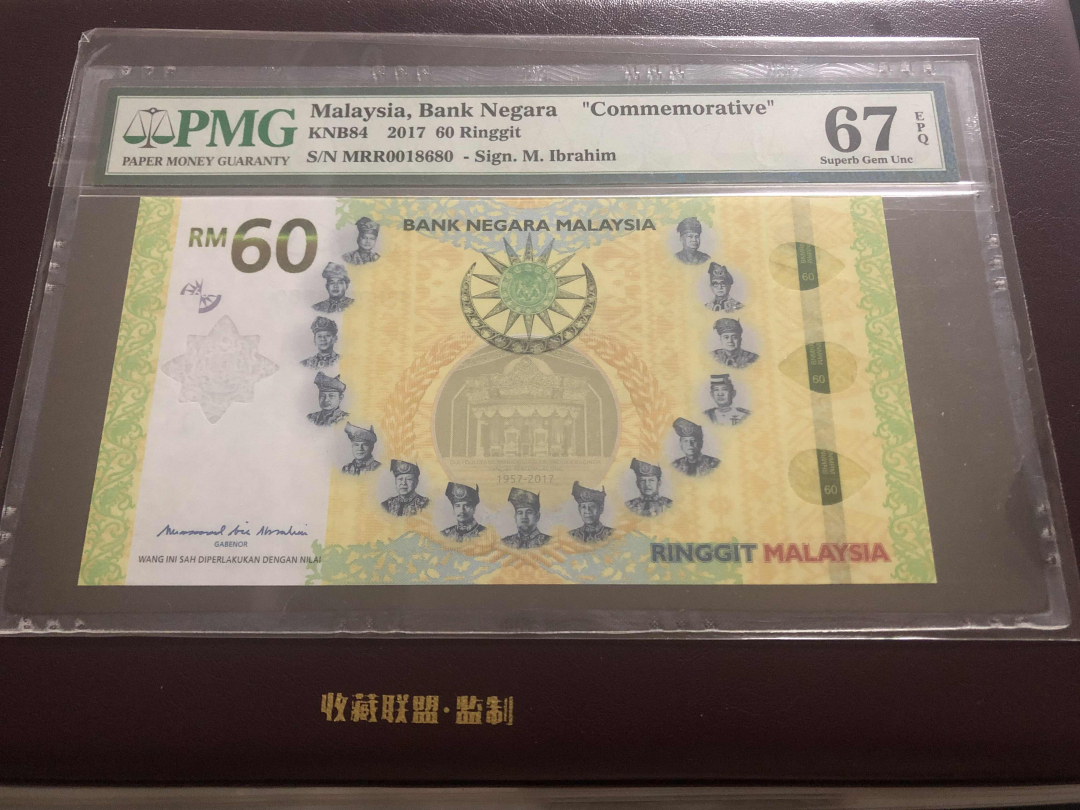 PMG
PAPER MONEY GUARANTY
Malaysia, Bank Negara "Commemorative"
KNB84 2017 60 Ringgit
S/N MRR0018680 - Sign. M. Ibrahim
67
EPQ
Superb Gem Unc
RM60
BANK NEGARA MALAYSIA
60
60
60
1957-2017
GABENOR
WANG INI SAH DIPERLAKUKAN DENGAN NILAI
RINGGIT MALAYSIA
收藏联盟·监制